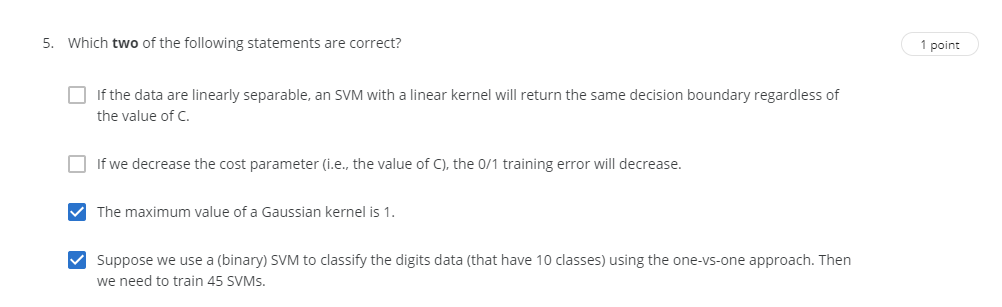 5. Which two of the following statements are correct?
1 point
If the data are linearly separable, an SVM with a linear kernel will return the same decision boundary regardless of
the value of C.
If we decrease the cost parameter (i.e., the value of C), the 0/1 training error will decrease.
The maximum value of a Gaussian kernel is 1.
Suppose we use a (binary) SVM to classify the digits data (that have 10 classes) using the one-vs-one approach. Then
we need to train 45 SVMs.